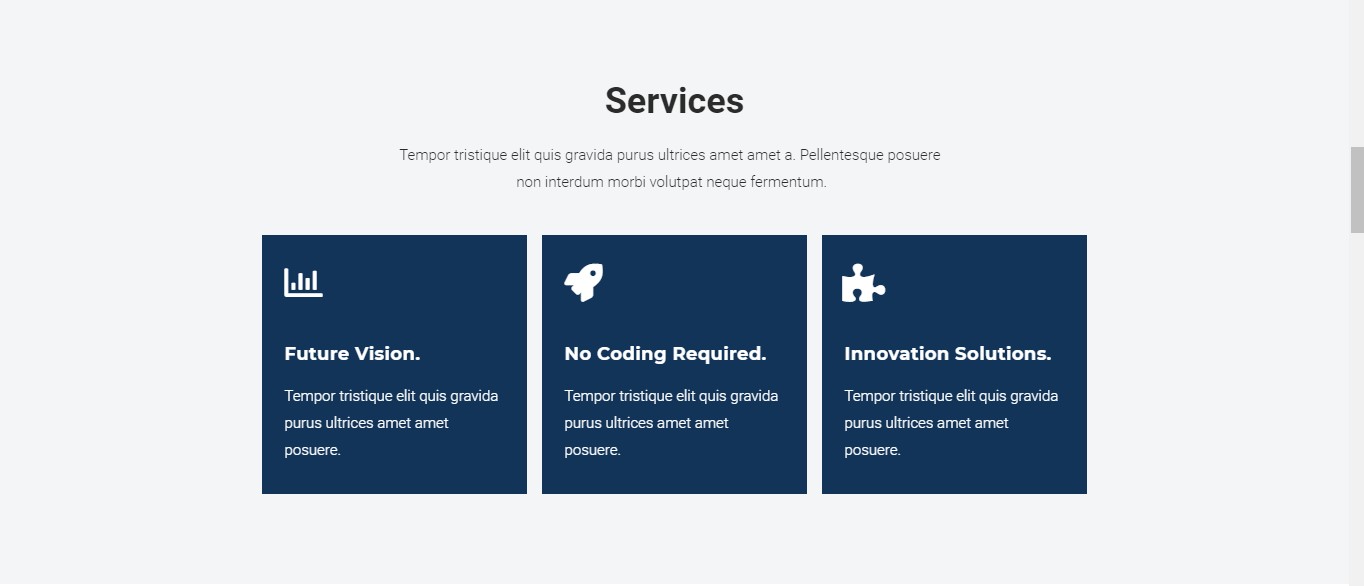 Services
Tempor tristique elit quis gravida purus ultrices amet amet a. Pellentesque posuere
non interdum morbi volutpat neque fermentum.
Future Vision.
Tempor tristique elit quis gravida
purus ultrices amet amet
posuere.
No Coding Required.
Tempor tristique elit quis gravida
purus ultrices amet amet
posuere.
Innovation Solutions.
Tempor tristique elit quis gravida
purus ultrices amet amet
posuere.